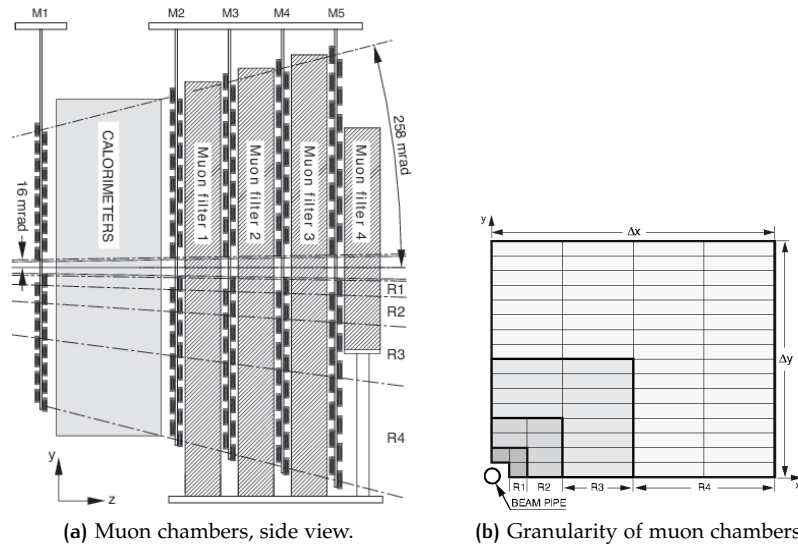 M1
M2
M3
M4
M5
CALORIMETERS
Muon filter 1
Muon filter 2
Muon filter 3
Muon filter 4
258 mrad
16 mrad
R1
R2
R3
R4
y
z
(a) Muon chambers, side view.
y
Δx
Δy
R1
R2
R3
R4
x
BEAM PIPE
(b) Granularity of muon chambers